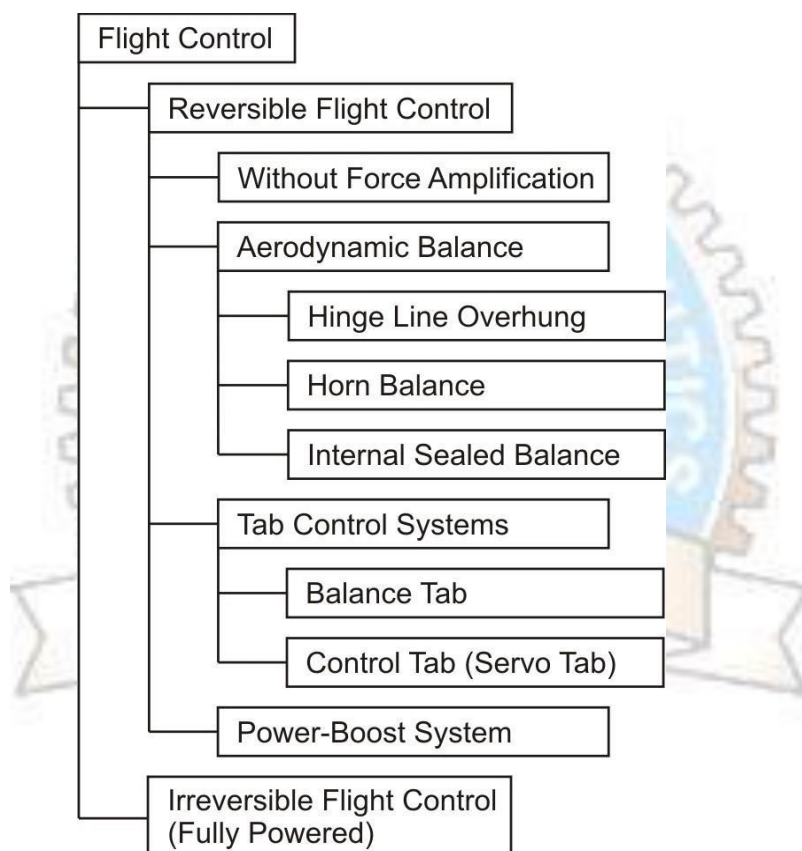 Flight Control
Reversible Flight Control
Without Force Amplification
Aerodynamic Balance
Hinge Line Overhung
Horn Balance
Internal Sealed Balance
Tab Control Systems
Balance Tab
Control Tab (Servo Tab)
Power-Boost System
Irreversible Flight Control
(Fully Powered)